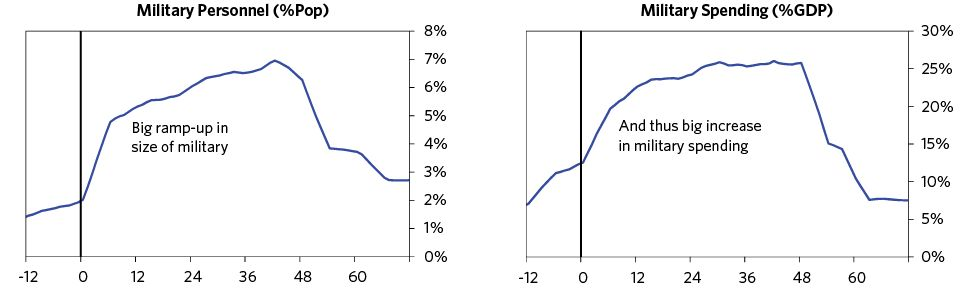 Military Personnel (%Pop)
8%
7%
6%
5%
4%
3%
2%
1%
0%
Big ramp-up in
size of military
-12 0 12 24 36 48 60
Military Spending (%GDP)
30%
25%
20%
15%
10%
5%
0%
And thus big increase
in military spending
-12 0 12 24 36 48 60